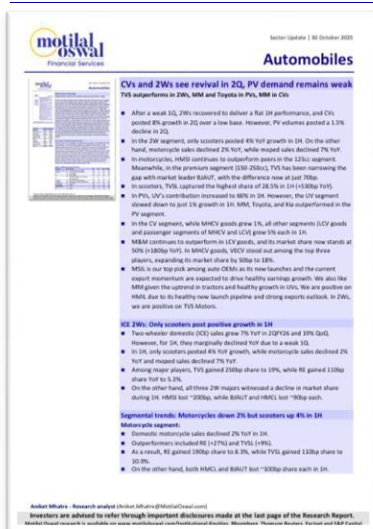 motilal
oswal
Financial Services
Sector Update | 30 October 2025
Automobiles
CVs and 2Ws see revival in 2Q, PV demand remains weak
TVS outperforms in 2Ws, MM and Toyota in PVs, MM in CVs
■ After a weak 1Q, 2Ws recovered to deliver a flat 1H performance, and CVs
posted 8% growth in 2Q over a low base. However, PV volumes posted a 1.5%
decline in 2Q.
■ In the 2W segment, only scooters posted 4% YoY growth in 1H. On the other
hand, motorcycle sales declined 2% YoY, while moped sales declined 7% YoY.
■ In motorcycles, HMSI continues to outperform peers in the 125cc segment.
Meanwhile, in the premium segment (150-250cc), TVS has been narrowing the
gap with market leader BJAUT, with the difference now at just 70bp.
■ In scooters, TVSL captured the highest share of 28.5% in 1H (+530bp YoY).
■ In PVs, UV's contribution increased to 66% in 1H. However, the UV segment
slowed down to just 1% growth in 1H. MM, Toyota, and Kia outperformed in the
PV segment.
■ In the CV segment, while MHCV goods grew 1%, all other segments (LCV goods
and passenger segments of MHCV and LCV) grew 5% each in 1H.
■ M&M continues to outperform in LCV goods, and its market share now stands at
50% (+180bp YoY). In MHCV goods, VECV stood out among the top three
players, expanding its market share by 50bp to 18%.
■ MSIL is our top pick among auto OEMs as its new launches and the current
export momentum are expected to drive healthy earnings growth. We also like
MM given the uptrend in tractors and healthy growth in UVs. We are positive on
HMIL due to its healthy new launch pipeline and strong exports outlook. In 2Ws,
we are positive on TVS Motors.
ICE 2Ws: Only scooters post positive growth in 1H
■ Two-wheeler domestic (ICE) sales grew 7% YoY in 2QFY26 and 39% QoQ.
However, for 1H, they marginally declined YoY due to a weak 1Q.
■ In 1H, only scooters posted 4% YoY growth, while motorcycle sales declined 2%
YoY and moped sales declined 7% YoY.
■ Among major players, TVS gained 250bp share to 19%, while RE gained 110bp
share YoY to 5.3%.
■ On the other hand, all three 2W majors witnessed a decline in market share
during 1H. HMSI lost ~200bp, while BJAUT and HMCL lost ~90bp each.
Segmental trends: Motorcycles down 2% but scooters up 4% in 1H
Motorcycle segment:
■ Domestic motorcycle sales declined 2% YoY in 1H.
■ Outperformers included RE (+27%) and TVSL (+9%).
■ As a result, RE gained 190bp share to 8.3%, while TVSL gained 110bp share to
10.9%.
■ On the other hand, both HMCL and BJAUT lost ~100bp share each in 1H.
Aniket Mhatre - Research analyst (Aniket.Mhatre@MotilalOswal.com)
Investors are advised to refer through important disclosures made at the last page of the Research Report.
Motilal Oswal research is available on www.motilaloswal.com/Institutional-Equities, Bloomberg, Thomson Reuters, Factset and S&P Capital.